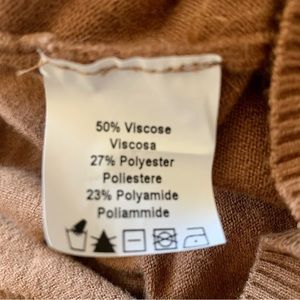 50% Viscose
Viscosa
27% Polyester
Poliestere
23% Polyamide
Poliammide